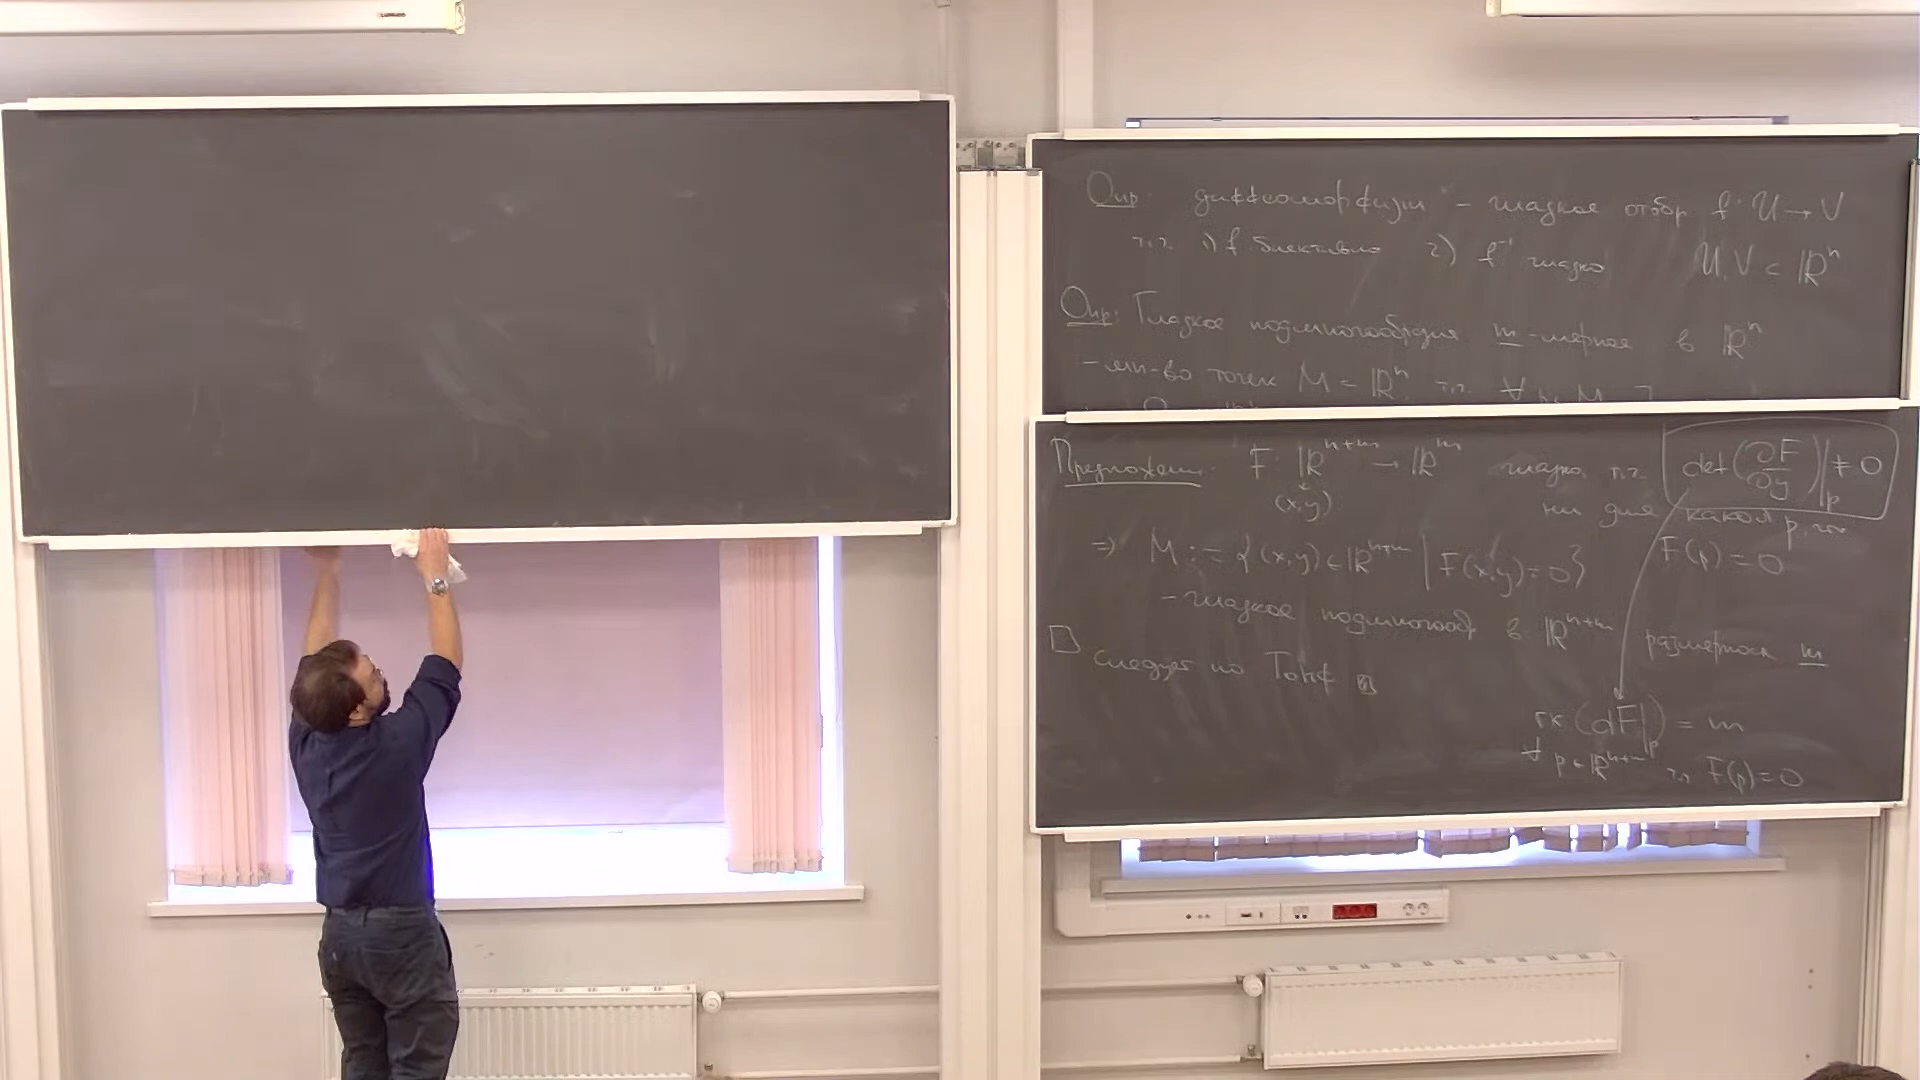 Опр: диффеоморфизм – гладкое отобр f: U → V
т.ч. 1) f биективно 2) f⁻¹ гладко U, V ⊂ ℝⁿ
Опр: Гладкое подмногообразие m-мерное в ℝⁿ
– мн-во точек M ⊂ ℝⁿ, т.ч. ∀ p ∈ M ∃
Предложение: F: ℝⁿ⁺ᵐ → ℝᵐ гладко т.ч. det(∂F/∂y)|ₚ ≠ 0
(x,y) ни для какой p, что
⇒ M := {(x,y) ∈ ℝⁿ⁺ᵐ | F(x,y) = 0} F(p) = 0
– гладкое подмногообр в ℝⁿ⁺ᵐ размерности m
□ следует из ТонФ
rk (dF|ₚ) = m
∀ p ∈ ℝⁿ⁺ᵐ т.ч. F(p) = 0